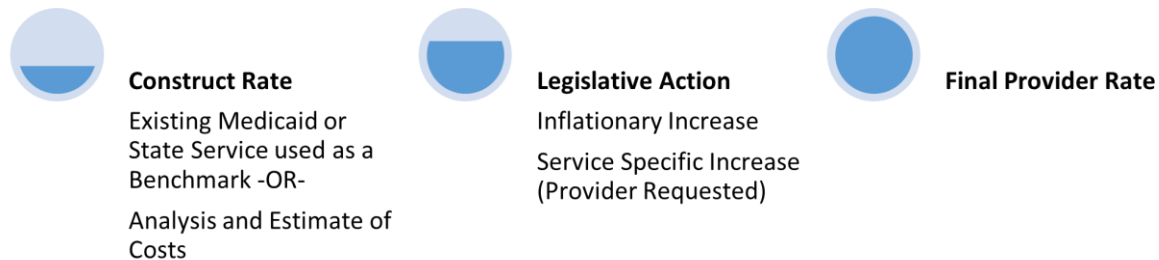 Construct Rate
Existing Medicaid or
State Service used as a
Benchmark -OR-
Analysis and Estimate of
Costs
Legislative Action
Inflationary Increase
Service Specific Increase
(Provider Requested)
Final Provider Rate